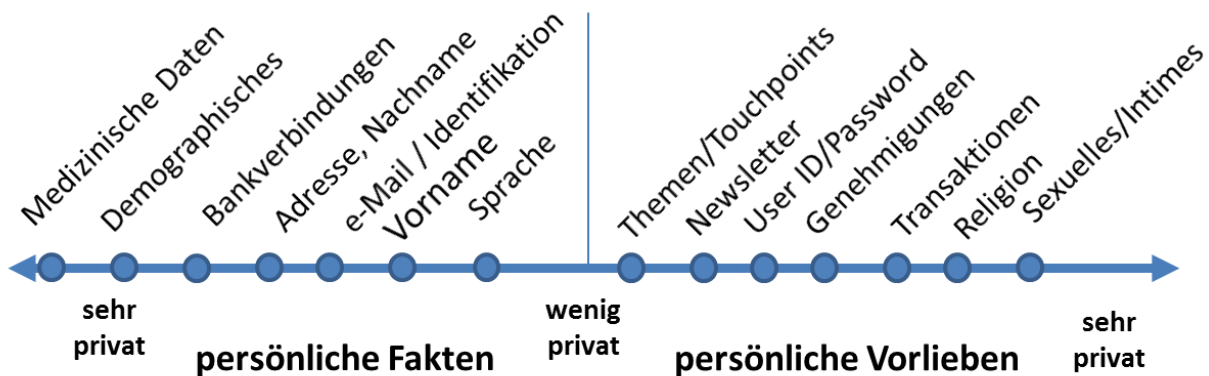 Medizinische Daten
Demographisches
Bankverbindungen
Adresse, Nachname
e-Mail / Identifikation
Vorname
Sprache
Themen/Touchpoints
Newsletter
User ID/Password
Genehmigungen
Transaktionen
Religion
Sexuelles/Intimes
sehr
privat
wenig
privat
sehr
privat
persönliche Fakten
persönliche Vorlieben